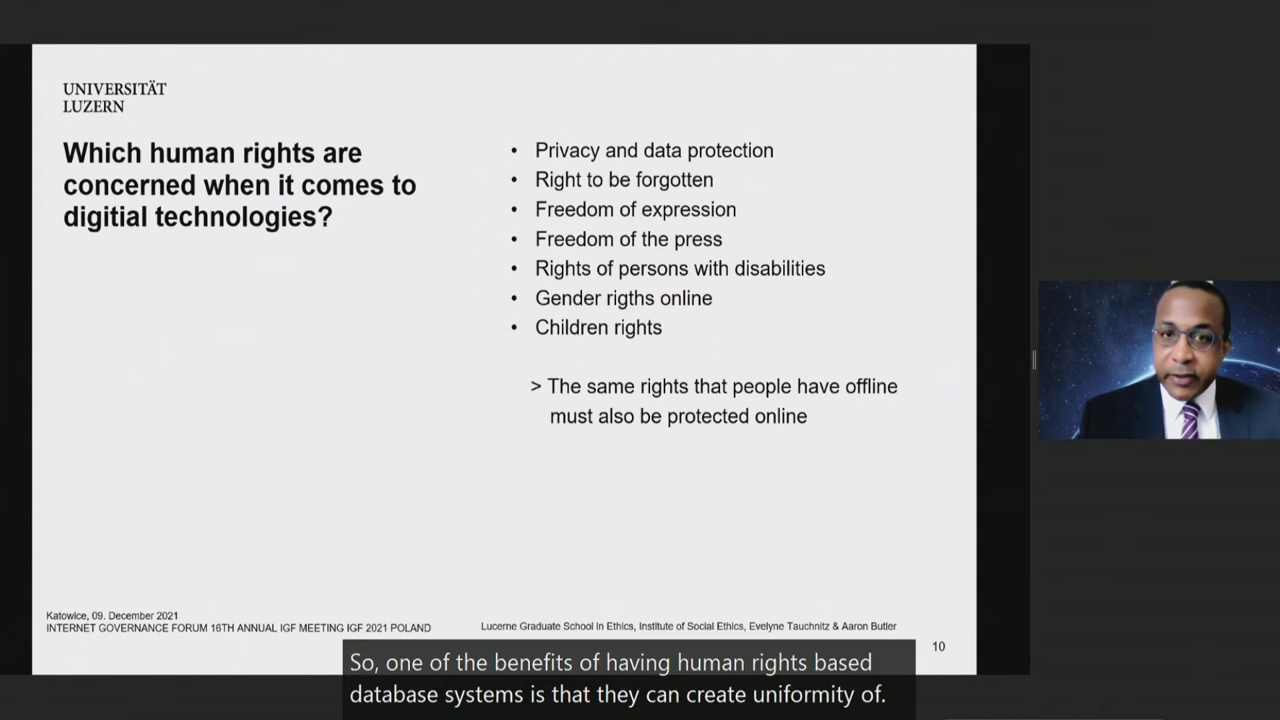 UNIVERSITÄT
LUZERN
Which human rights are
concerned when it comes to
digitial technologies?
• Privacy and data protection
• Right to be forgotten
• Freedom of expression
• Freedom of the press
• Rights of persons with disabilities
• Gender rigths online
• Children rights
> The same rights that people have offline
must also be protected online
Katowice, 09. December 2021
INTERNET GOVERNANCE FORUM 16TH ANNUAL IGF MEETING IGF 2021 POLAND
Lucerne Graduate School in Ethics, Institute of Social Ethics, Evelyne Tauchnitz & Aaron Butler
10
So, one of the benefits of having human rights based
database systems is that they can create uniformity of.